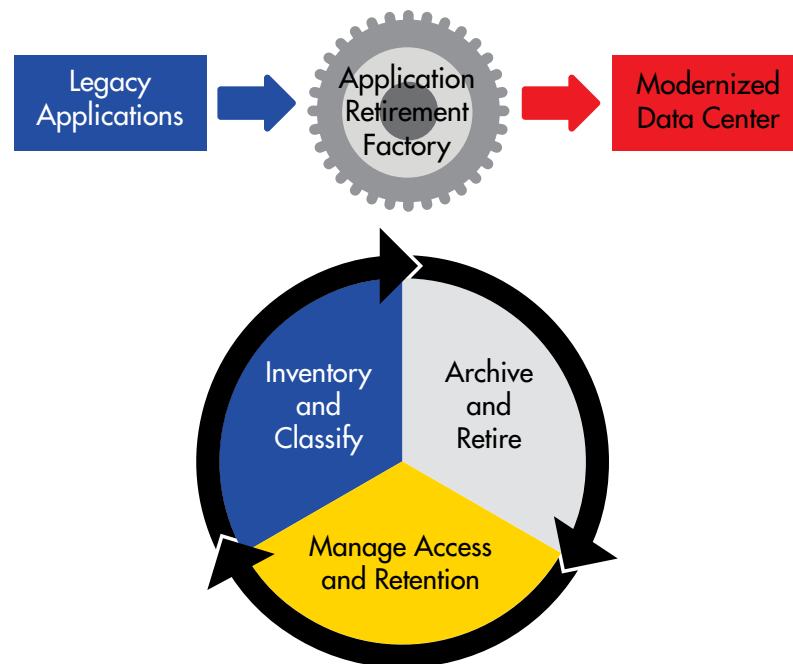 Legacy
Applications
Application
Retirement
Factory
Modernized
Data Center
Inventory
and
Classify
Archive
and
Retire
Manage Access
and Retention